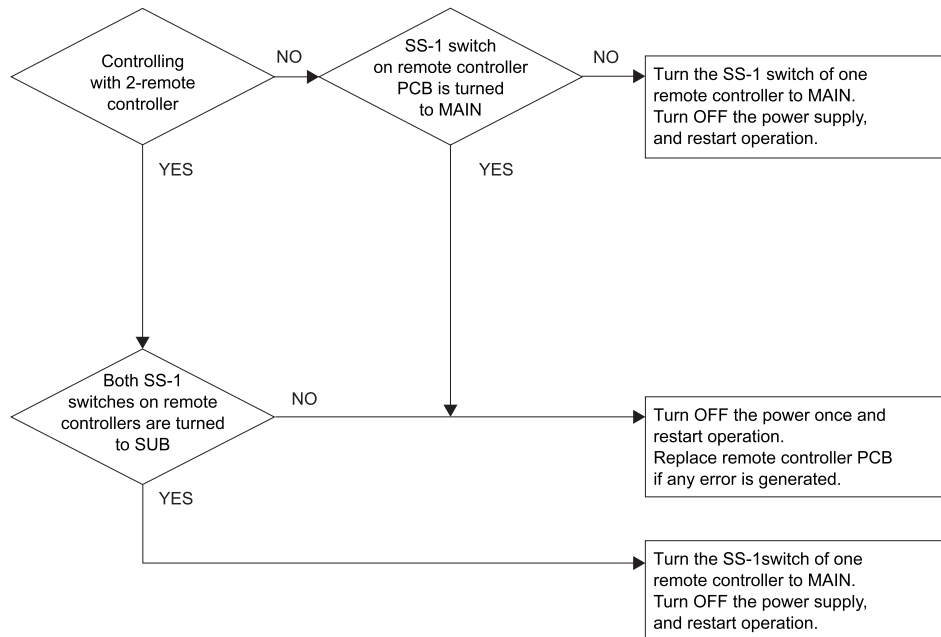 Controlling
with 2-remote
controller
NO
SS-1 switch
on remote controller
PCB is turned
to MAIN
NO
Turn the SS-1 switch of one
remote controller to MAIN.
Turn OFF the power supply,
and restart operation.
YES
YES
Both SS-1
switches on remote
controllers are turned
to SUB
NO
Turn OFF the power once and
restart operation.
Replace remote controller PCB
if any error is generated.
YES
Turn the SS-1switch of one
remote controller to MAIN.
Turn OFF the power supply,
and restart operation.